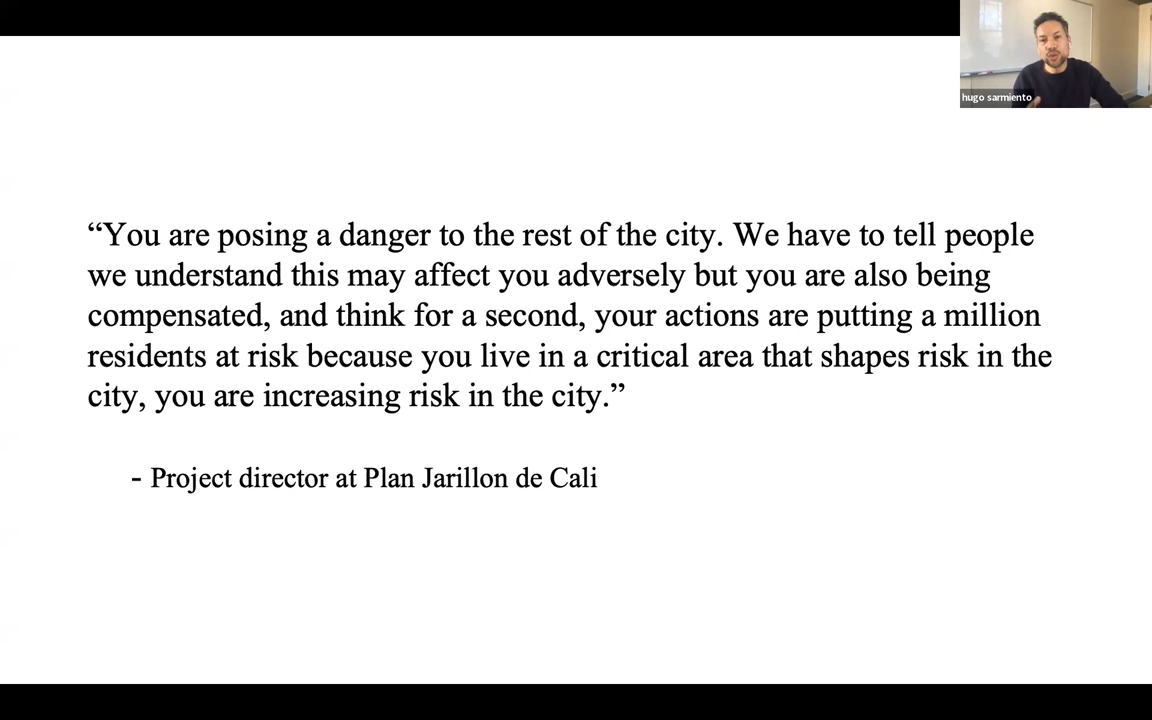 hugo sarmiento
“You are posing a danger to the rest of the city. We have to tell people
we understand this may affect you adversely but you are also being
compensated, and think for a second, your actions are putting a million
residents at risk because you live in a critical area that shapes risk in the
city, you are increasing risk in the city.”
- Project director at Plan Jarillon de Cali